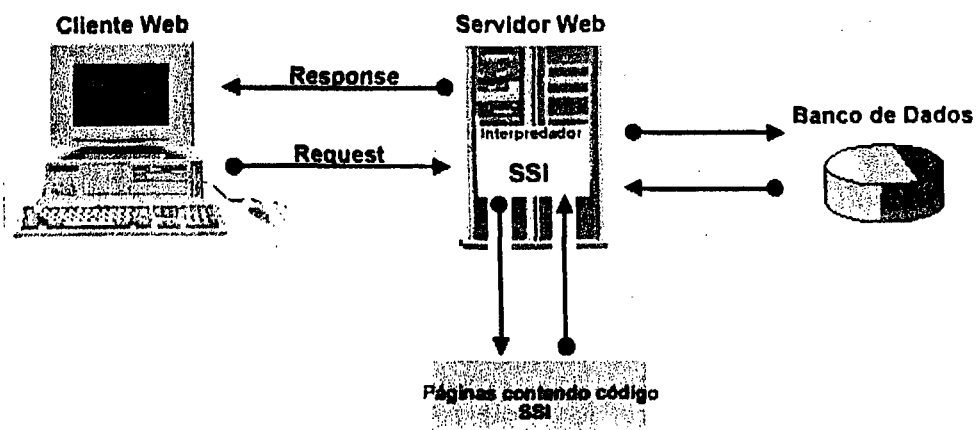 Cliente Web
Servidor Web
Response
Banco de Dados
Interpredador
Request
SSI
Páginas contendo código
SSI